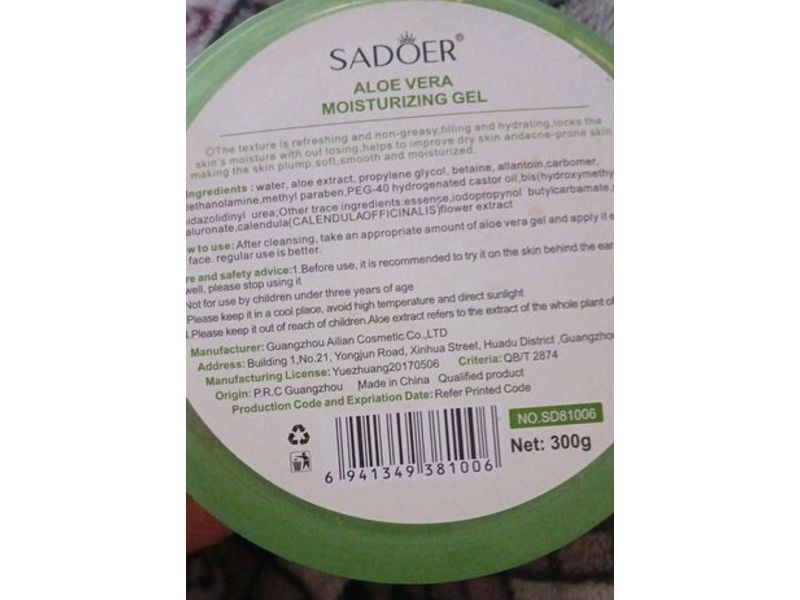 SADOER®
ALOE VERA
MOISTURIZING GEL
The texture is refreshing and non-greasy,filling and hydrating,locks the
skin's moisture with out losing,helps to improve dry skin andacne-prone skin,
making the skin plump,soft,smooth and moisturized.
Ingredients : water, aloe extract, propylene glycol, betaine, allantoin,carbomer,
iethanolamine,methyl paraben,PEG-40 hydrogenated castor oil,bis(hydroxymethy
idazolidinyl urea;Other trace ingredients:essence,iodopropynol butylcarbamate,s
aluronate,calendula(CALENDULAOFFICINALIS)flower extract
w to use: After cleansing, take an appropriate amount of aloe vera gel and apply it e
face. regular use is better.
re and safety advice:1.Before use, it is recommended to try it on the skin behind the ear
well, please stop using it
Not for use by children under three years of age
Please keep it in a cool place, avoid high temperature and direct sunlight
.Please keep it out of reach of children.Aloe extract refers to the extract of the whole plant of
Manufacturer: Guangzhou Ailian Cosmetic Co.,LTD
Address: Building 1,No.21, Yongjun Road, Xinhua Street, Huadu District ,Guangzhou
Manufacturing License: Yuezhuang20170506 Criteria: QB/T 2874
Origin: P.R.C Guangzhou Made in China Qualified product
Production Code and Expriation Date: Refer Printed Code
NO.SD81006
Net: 300g
6 941349 381006